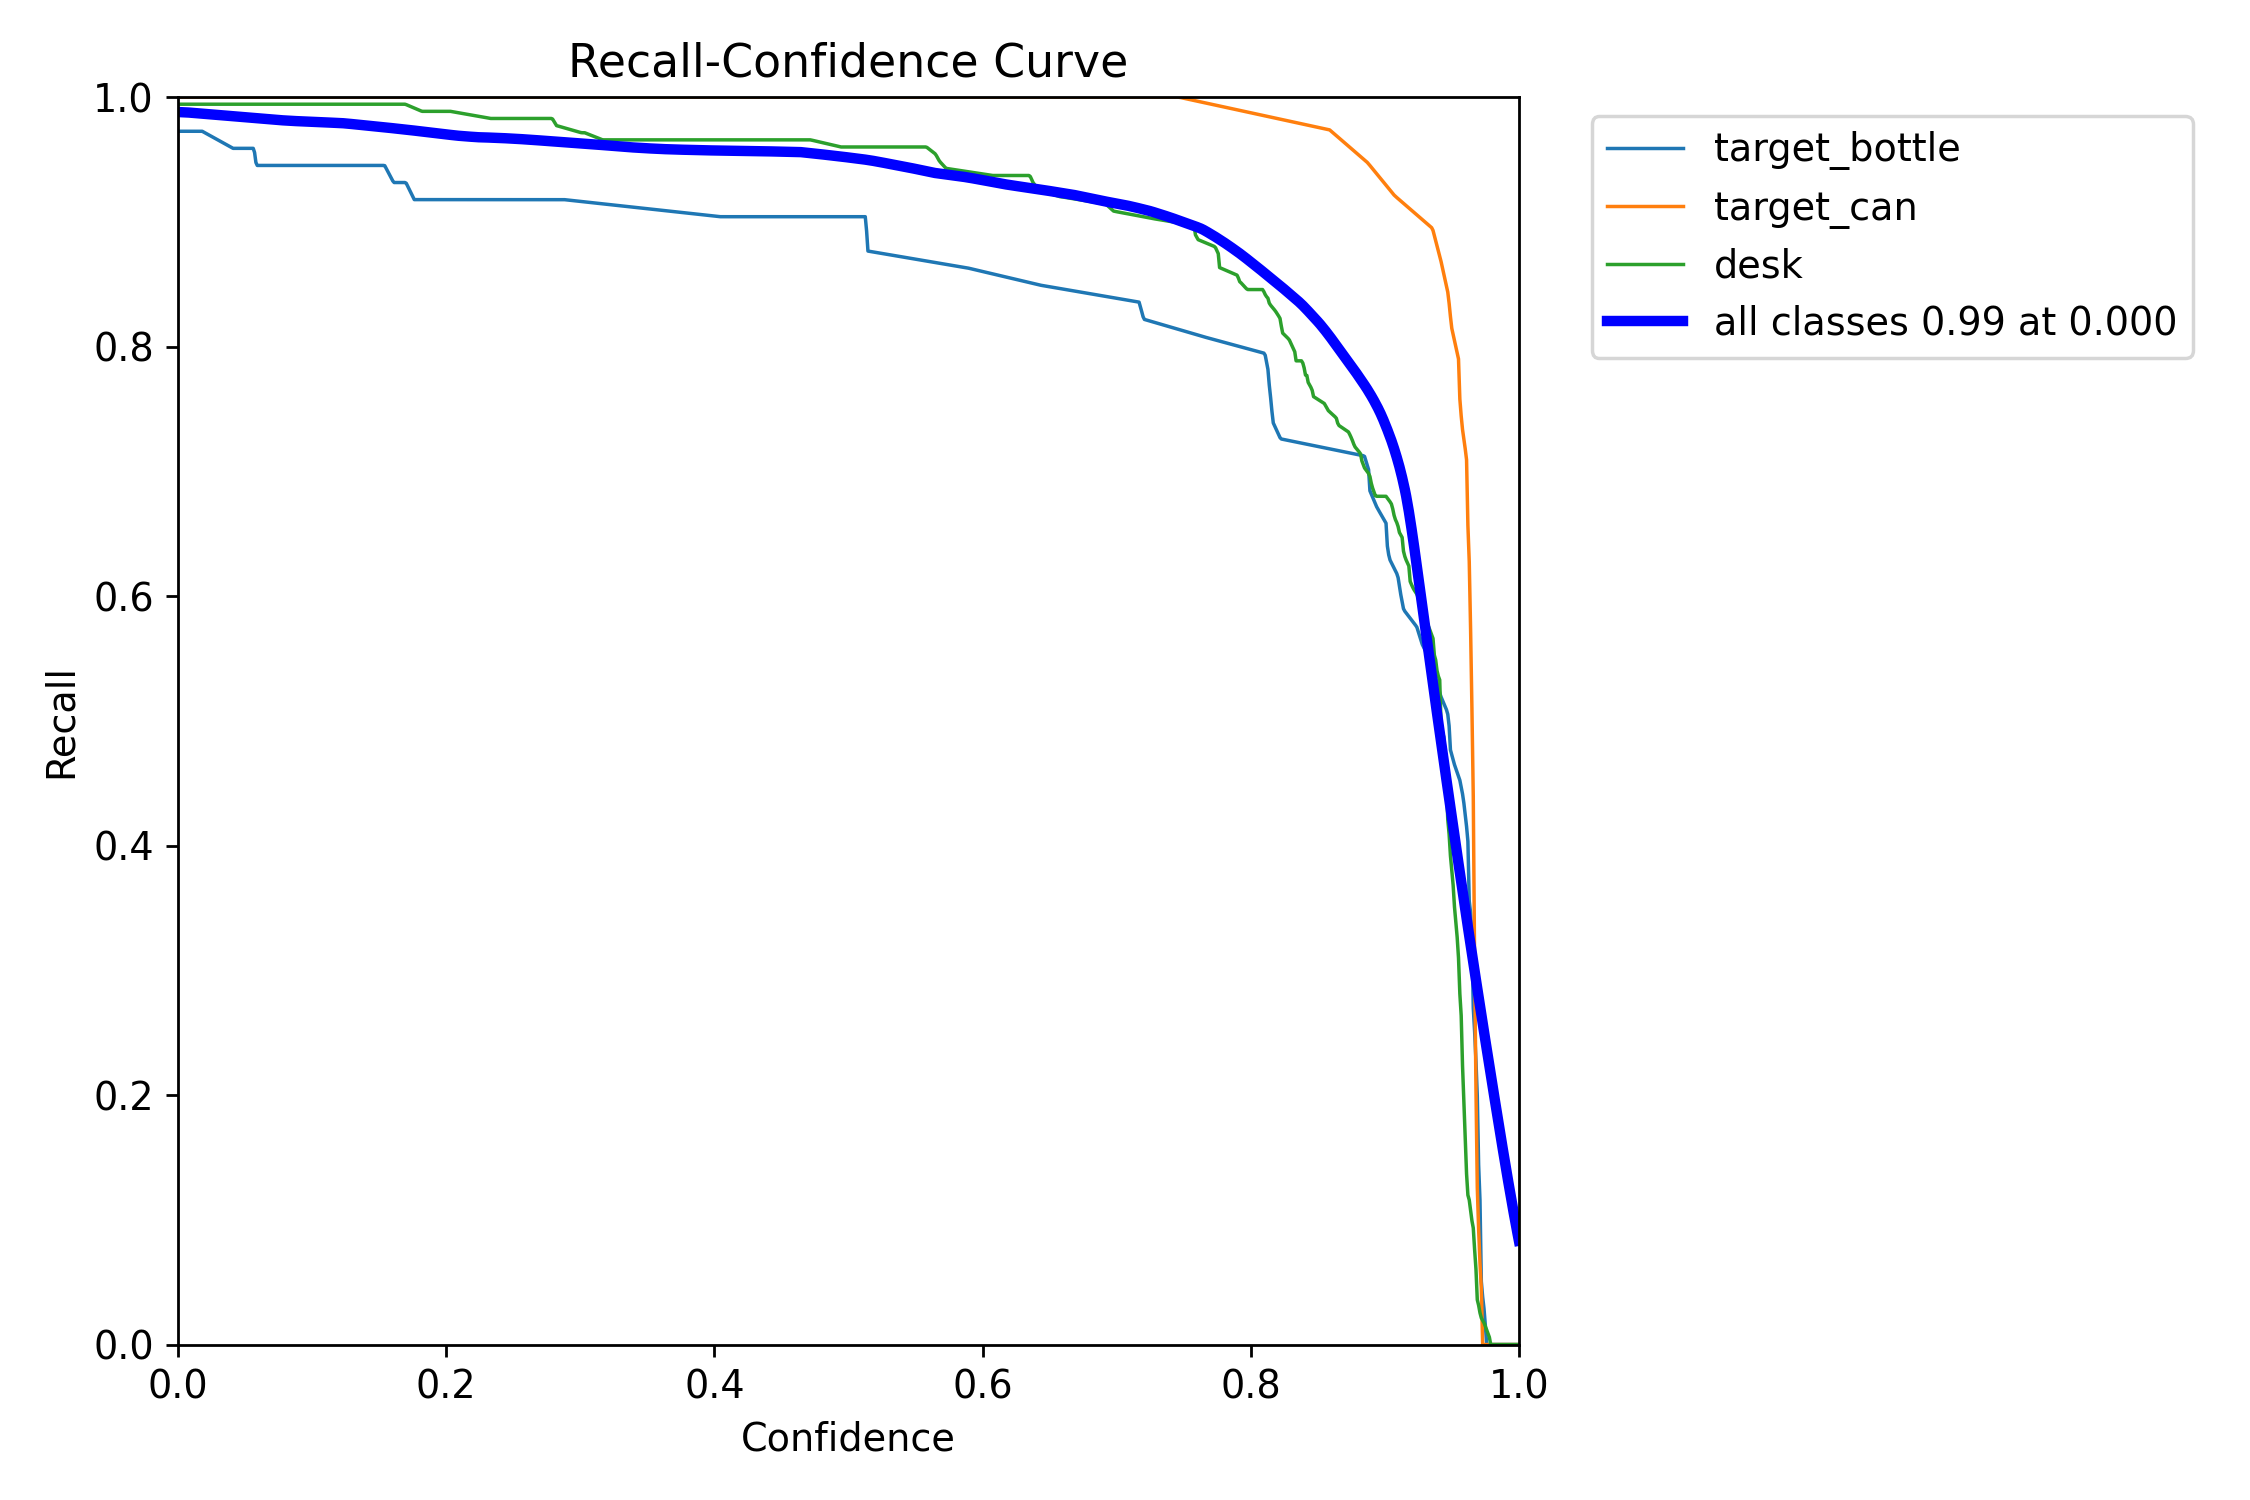 Recall-Confidence Curve
1.0
0.8
0.6
0.4
0.2
0.0
Recall
0.0 0.2 0.4 0.6 0.8 1.0
Confidence
target_bottle
target_can
desk
all classes 0.99 at 0.000